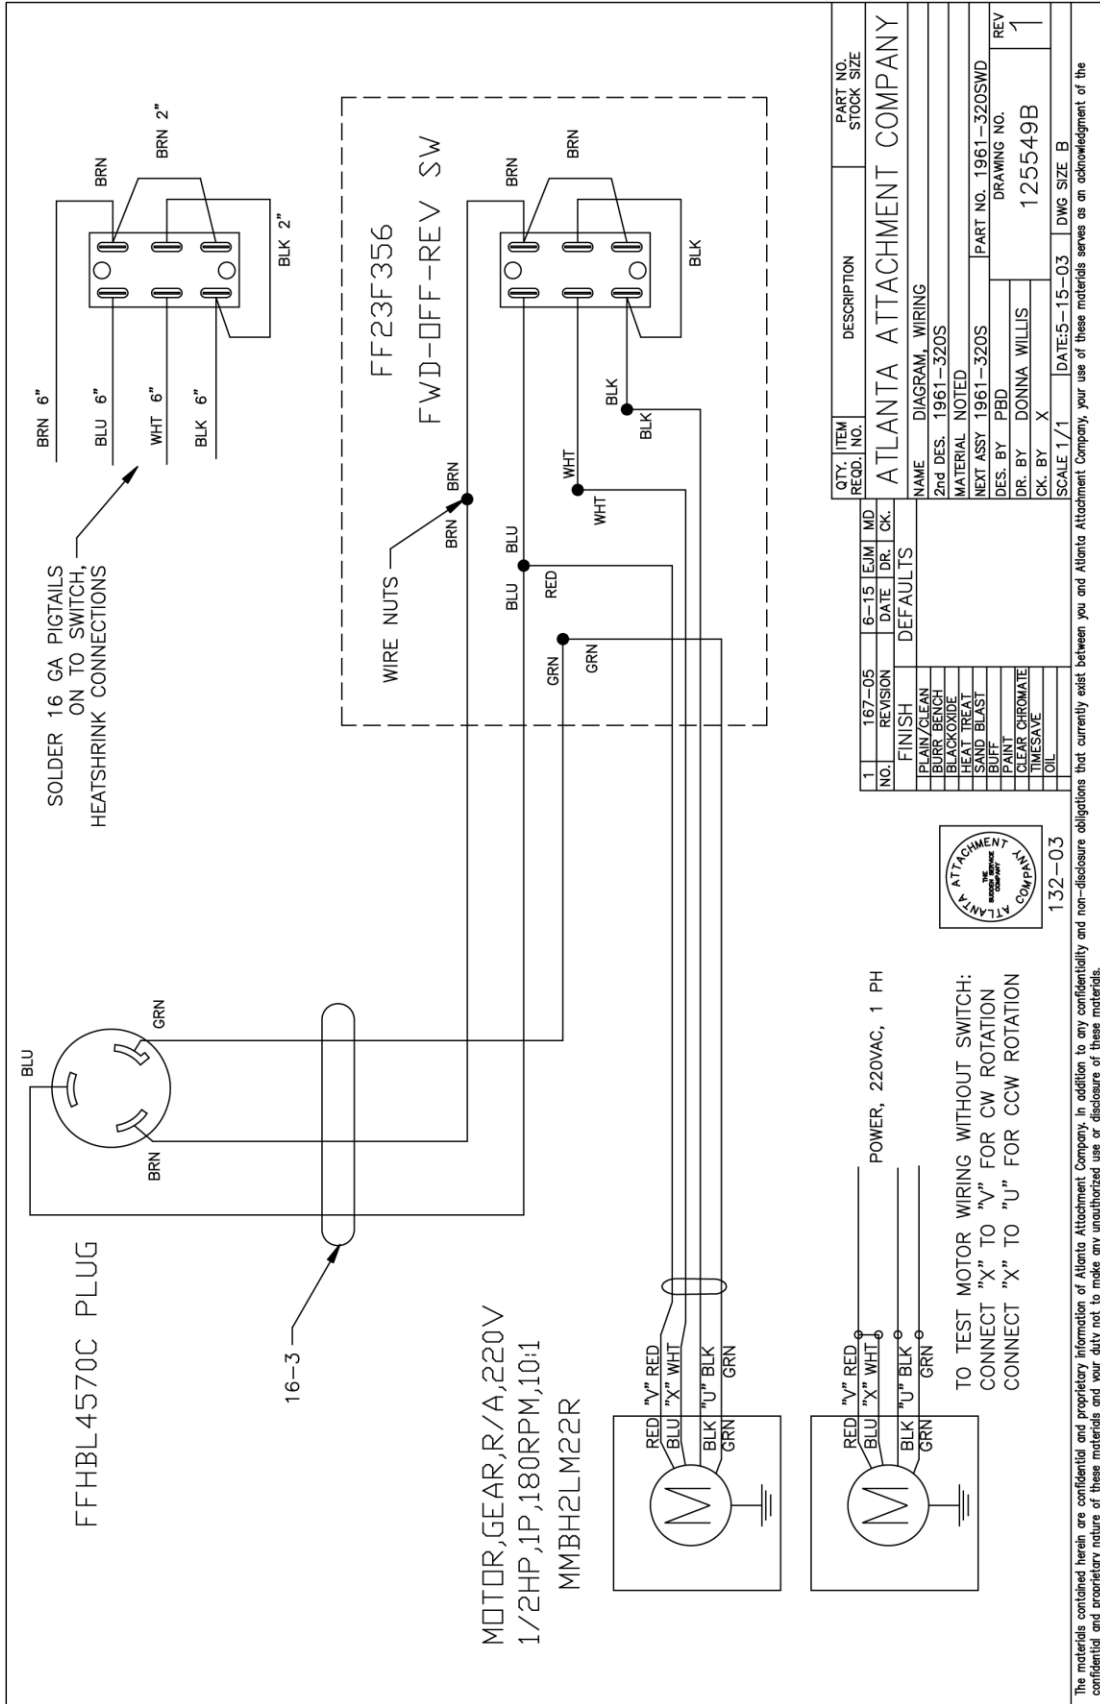 FFHBL4570C PLUG
BLU
BRN
GRN
16-3
SOLDER 16 GA PIGTAILS
ON TO SWITCH,
HEATSHRINK CONNECTIONS
BRN 6"
BLU 6"
WHT 6"
BLK 6"
BRN
BRN 2"
BLK 2"
FF23F356
FWD-OFF-REV SW
WIRE NUTS
BRN
BRN
BLU
BLU
RED
GRN
GRN
WHT
WHT
BLK
BLK
BRN
BRN
BLK
MOTOR,GEAR,R/A,220V
1/2HP,1P,180RPM,10:1
MMBH2LM22R
M
RED "V" RED
BLU "X" WHT
BLK "U" BLK
GRN GRN
M
RED "V" RED
BLU "X" WHT
BLK "U" BLK
GRN GRN
POWER, 220VAC, 1 PH
TO TEST MOTOR WIRING WITHOUT SWITCH:
CONNECT "X" TO "V" FOR CW ROTATION
CONNECT "X" TO "U" FOR CCW ROTATION
ATLANTA ATTACHMENT COMPANY
THE
SUDDEN SERVICE
COMPANY
132-03
1 167-05 6-15 EJM MD
NO. REVISION DATE DR. CK.
FINISH DEFAULTS
PLAIN/CLEAN
BURR BENCH
BLACKOXIDE
HEAT TREAT
SAND BLAST
BUFF
PAINT
CLEAR CHROMATE
TIMESAVE
OIL
QTY. REQD. ITEM NO. DESCRIPTION PART NO. STOCK SIZE
ATLANTA ATTACHMENT COMPANY
NAME DIAGRAM, WIRING
2nd DES. 1961-320S
MATERIAL NOTED
NEXT ASSY 1961-320S PART NO. 1961-320SWD
DES. BY PBD
DR. BY DONNA WILLIS
CK. BY X
DRAWING NO.
125549B
REV
1
SCALE 1/1 DATE:5-15-03 DWG SIZE B
The materials contained herein are confidential and proprietary information of Atlanta Attachment Company. In addition to any confidentiality and non-disclosure obligations that currently exist between you and Atlanta Attachment Company, your use of these materials serves as an acknowledgment of the
confidential and proprietary nature of these materials and your duty not to make any unauthorized use or disclosure of these materials.